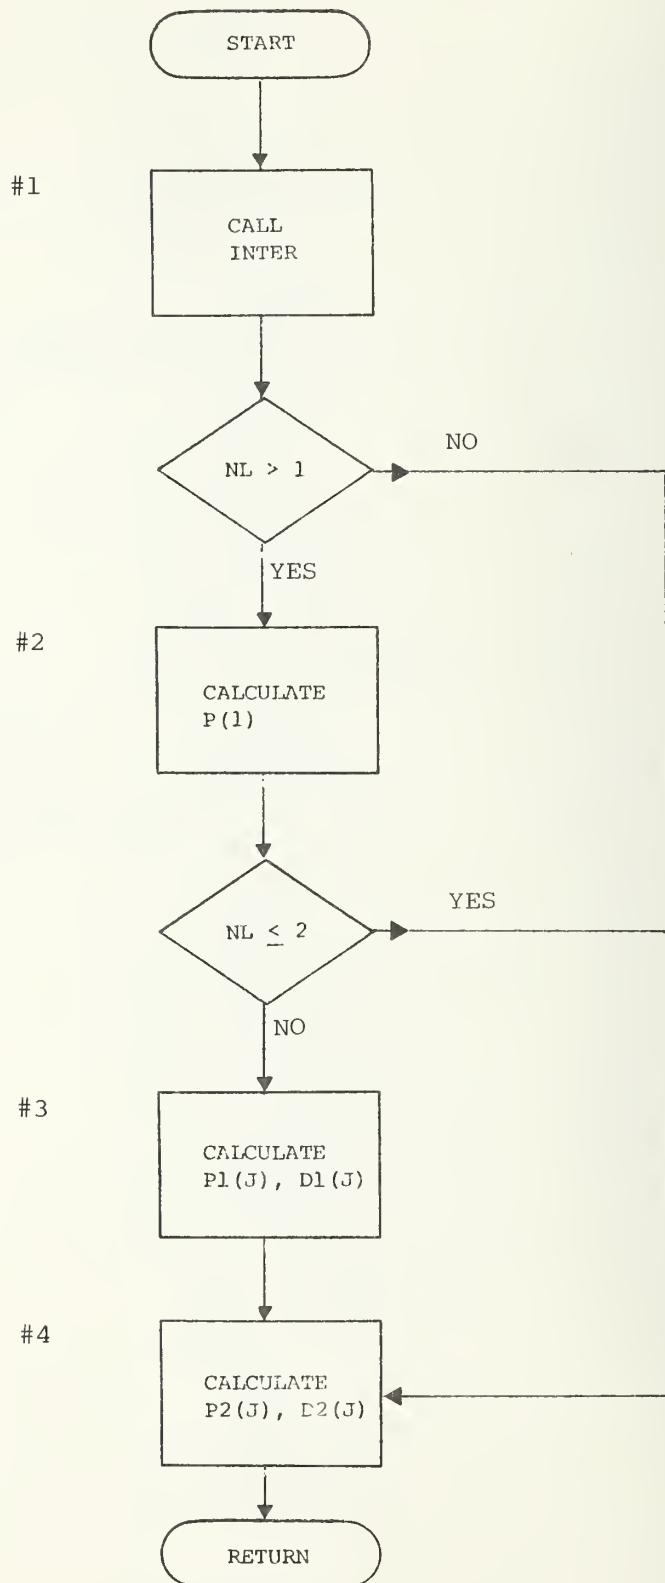 START
#1
CALL
INTER
NL > 1
NO
YES
#2
CALCULATE
P(1)
NL ≤ 2
YES
NO
#3
CALCULATE
P1(J), D1(J)
#4
CALCULATE
P2(J), D2(J)
RETURN